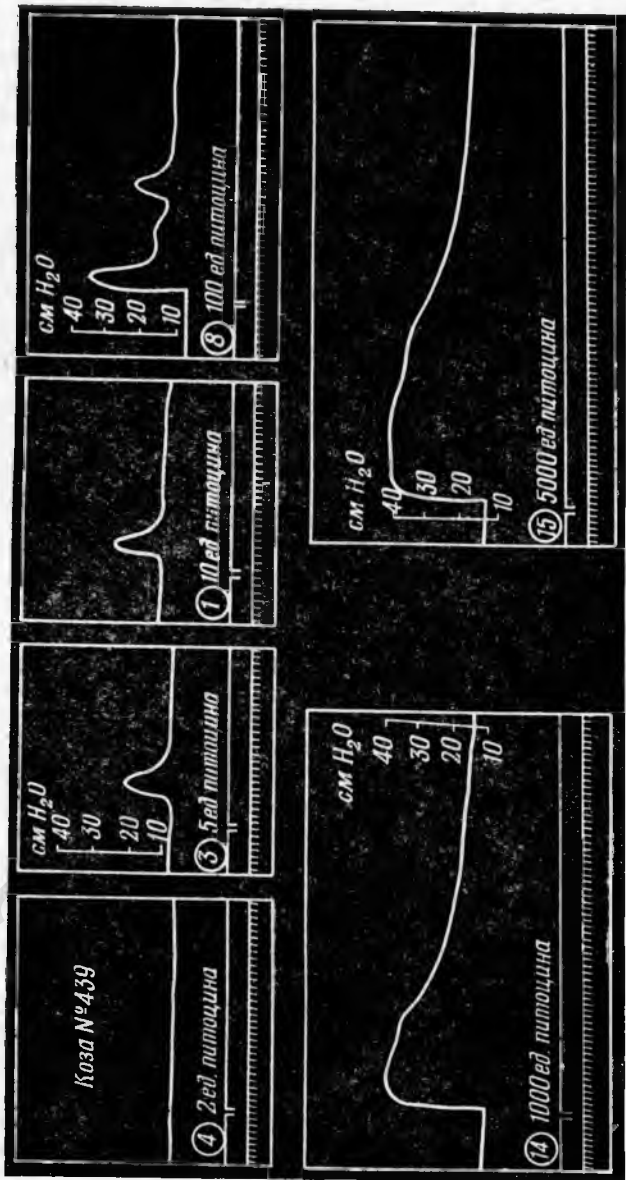 Коза №439
④ 2 ед. питоцина
см H₂O
40
30
20
10
③ 5 ед питоцина
① 10 ед питоцина
см H₂O
40
30
20
10
⑧ 100 ед. питоцина
см H₂O
40
30
20
10
⑭ 1000 ед. питоцина
см H₂O
40
30
20
10
⑮ 5000 ед. питоцина